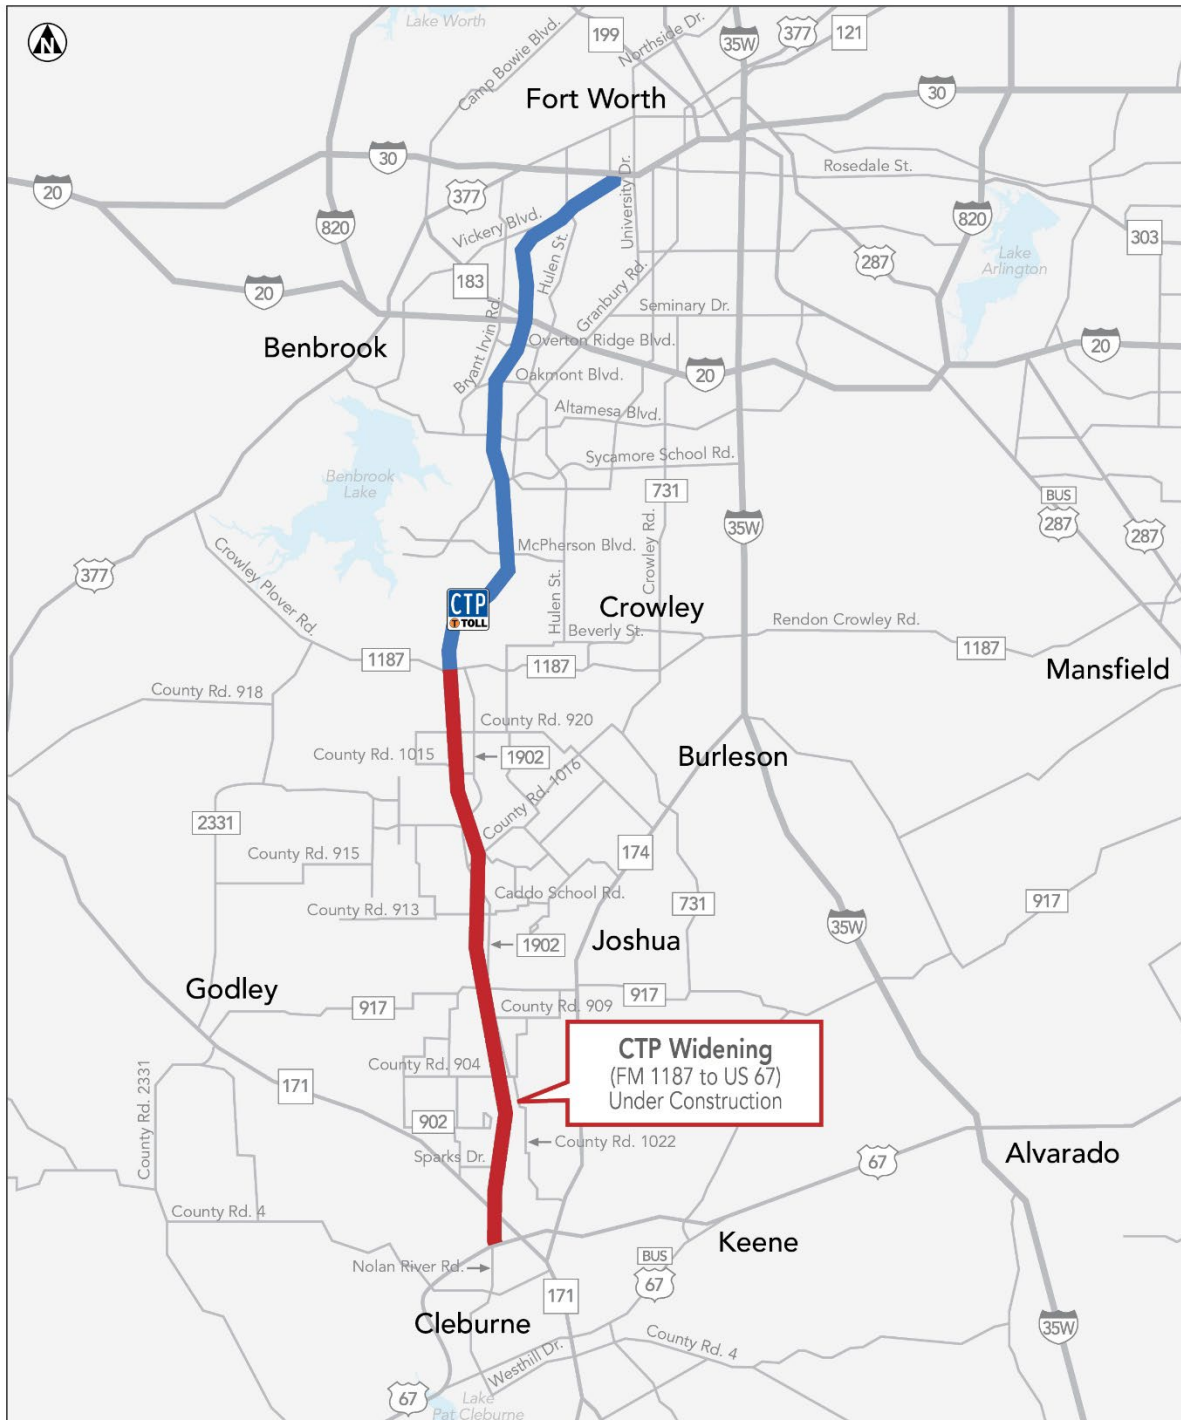 N
Lake Worth
Camp Bowie Blvd.
199
Northside Dr.
35W
377
121
Fort Worth
30
30
20
820
377
Vickery Blvd.
Hulen St.
University Dr.
Rosedale St.
820
Lake
Arlington
303
20
183
Granbury Rd.
287
Seminary Dr.
Benbrook
Bryant Irvin Rd.
Overton Ridge Blvd.
20
20
Oakmont Blvd.
Altamesa Blvd.
Sycamore School Rd.
Benbrook
Lake
731
35W
BUS
287
287
377
Crowley Plover Rd.
McPherson Blvd.
Hulen St.
Crowley Rd.
CTP
T TOLL
Crowley
Beverly St.
Rendon Crowley Rd.
1187
1187
1187
Mansfield
County Rd. 918
County Rd. 920
County Rd. 1015
1902
Burleson
County Rd. 1016
2331
County Rd. 915
174
Caddo School Rd.
County Rd. 913
731
917
35W
1902
Joshua
Godley
917
917
County Rd. 909
CTP Widening
(FM 1187 to US 67)
Under Construction
County Rd. 904
County Rd. 2331
171
902
County Rd. 1022
Sparks Dr.
67
Alvarado
County Rd. 4
Keene
Nolan River Rd.
BUS
67
171
Cleburne
35W
County Rd. 4
Westhill Dr.
67
Lake
Pat Cleburne